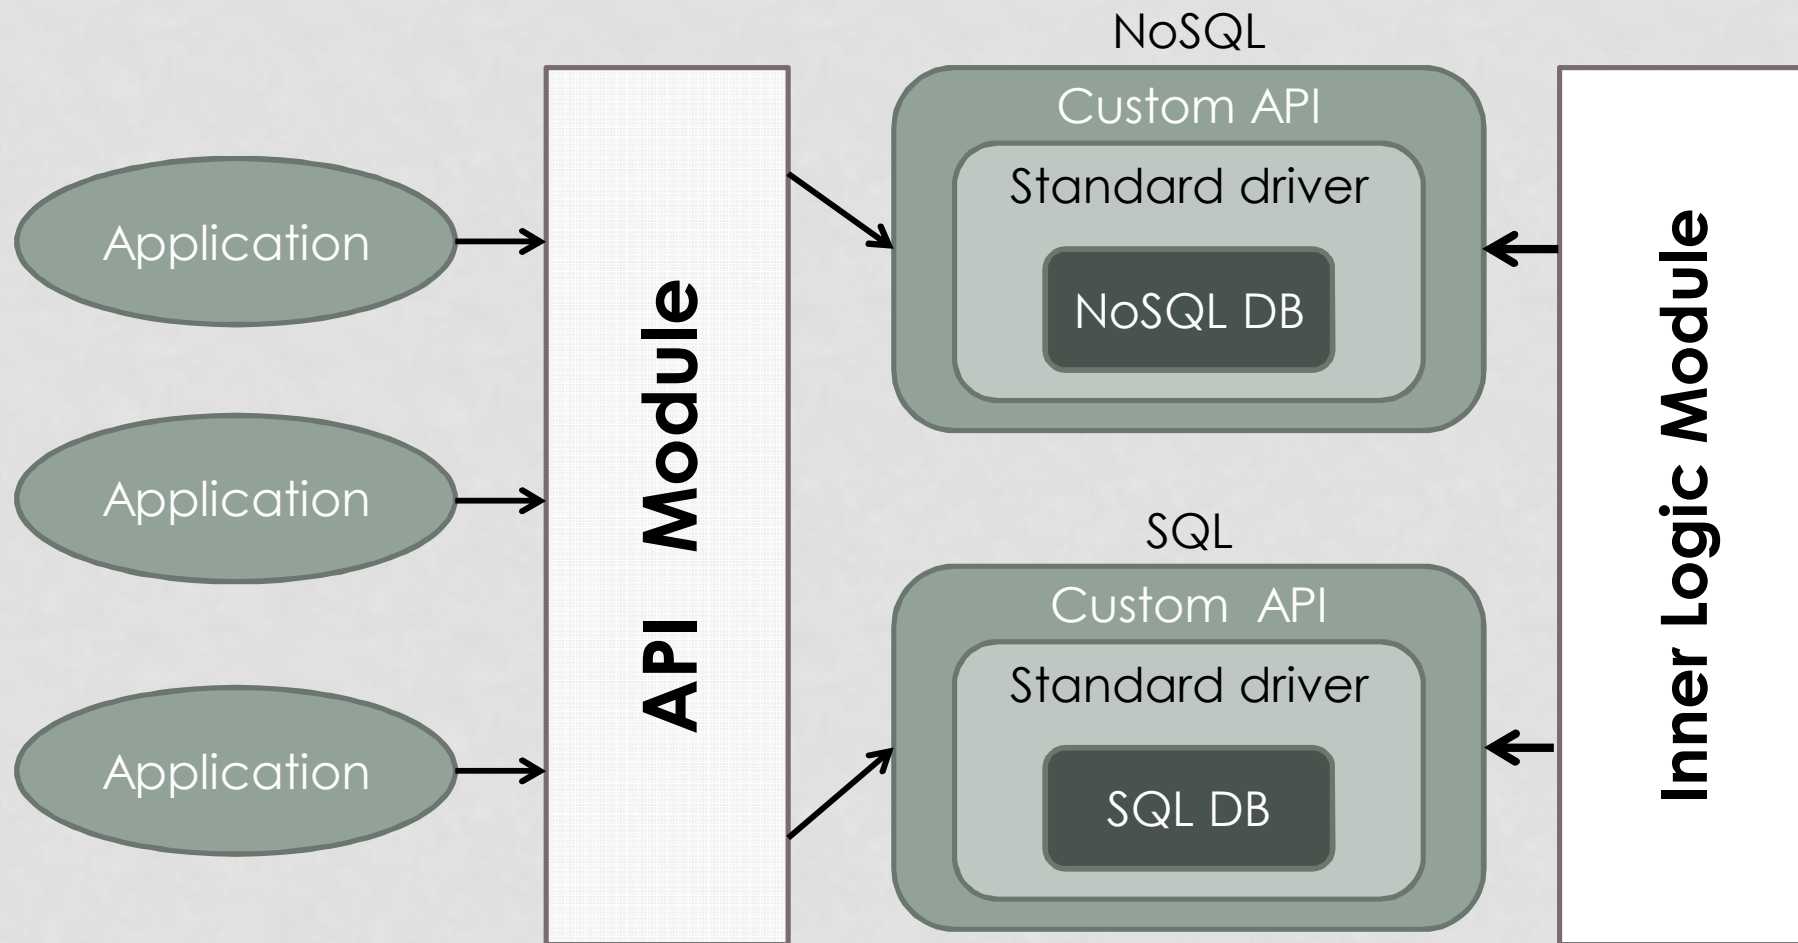 Application
Application
Application
API Module
NoSQL
Custom API
Standard driver
NoSQL DB
SQL
Custom API
Standard driver
SQL DB
Inner Logic Module